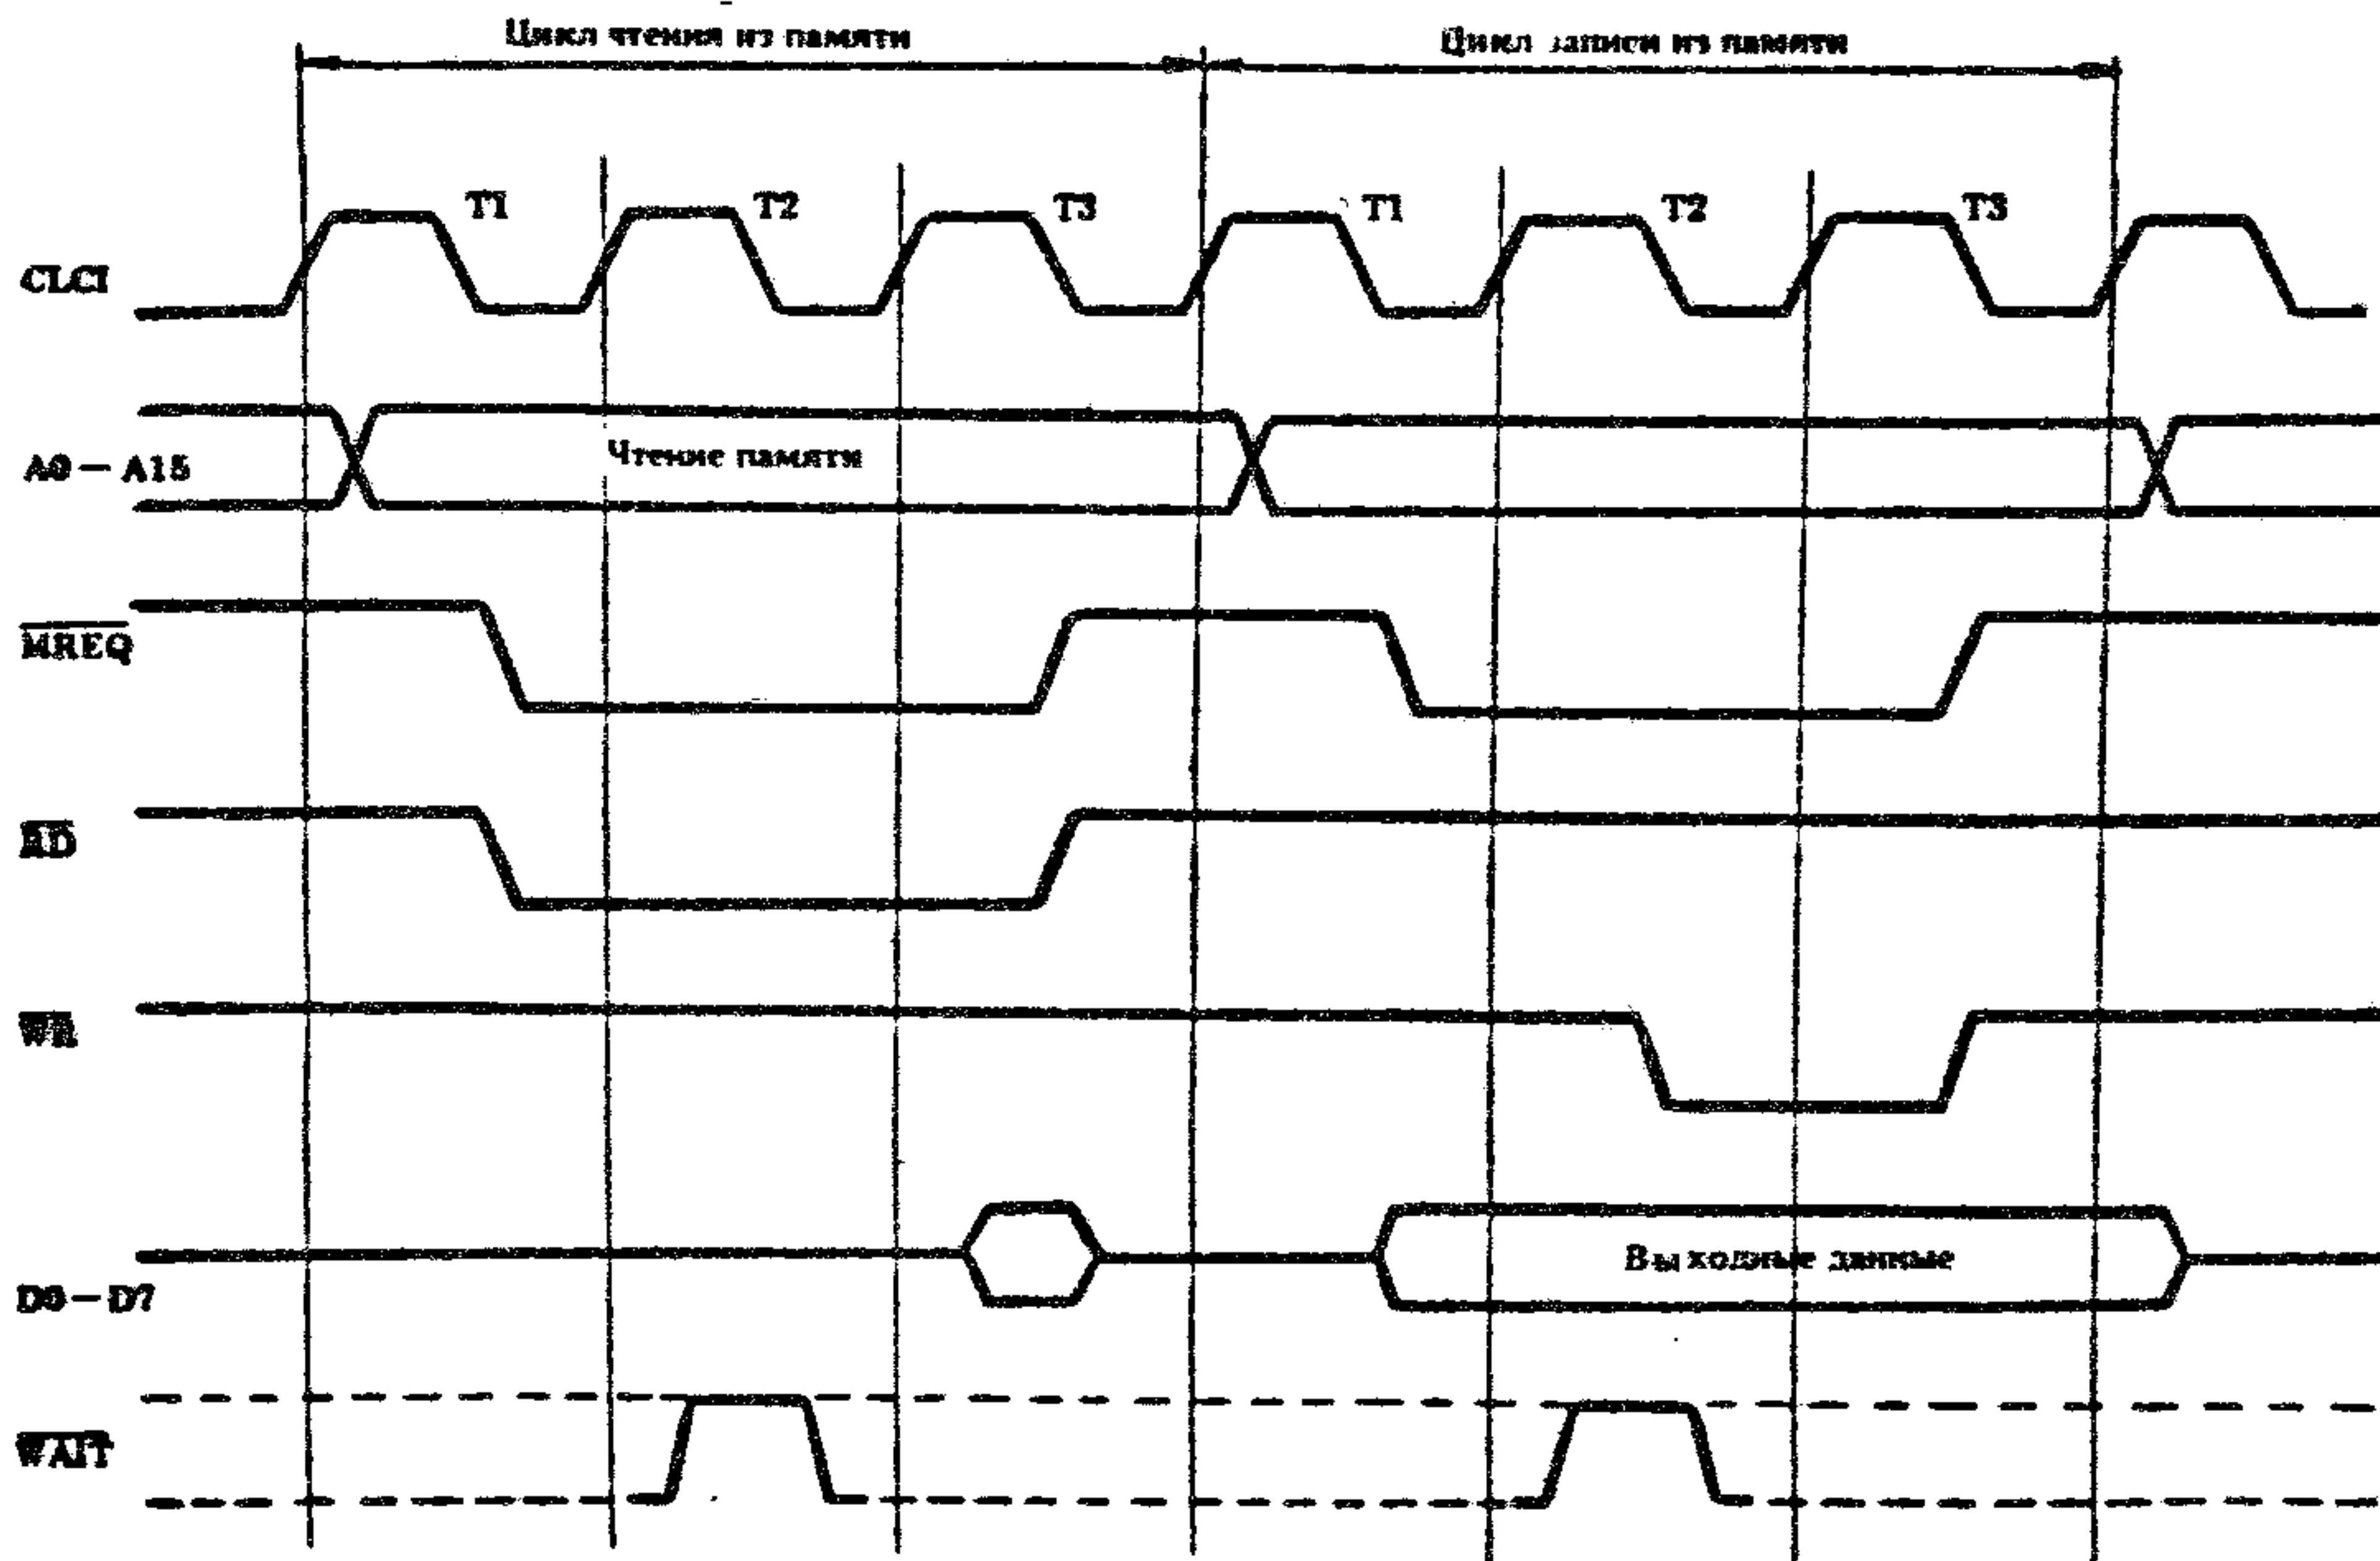 Цикл чтения из памяти
Цикл записи из памяти
T1 T2 T3 T1 T2 T3
CLCI
A0 — A15
Чтение памяти
MREQ
RD
WR
Выходные данные
D0 — D7
WAIT